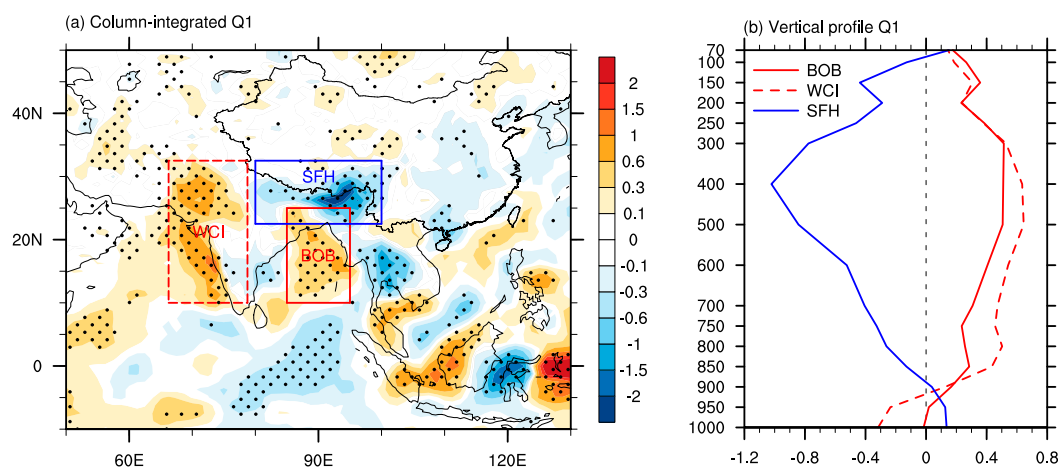 (a) Column-integrated Q1
40N
20N
0
60E
90E
120E
SFH
WCI
BOB
2
1.5
1
0.6
0.3
0.1
0
-0.1
-0.3
-0.6
-1
-1.5
-2
(b) Vertical profile Q1
70
100
150
200
250
300
400
500
600
700
750
800
850
900
950
1000
BOB
WCI
SFH
-1.2
-0.8
-0.4
0
0.4
0.8